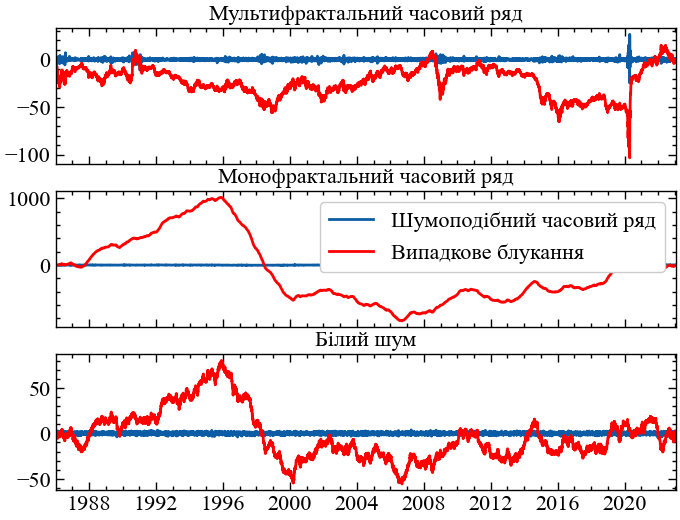 Мультифрактальний часовий ряд
0
−50
−100
Монофрактальний часовий ряд
1000
0
Шумоподібний часовий ряд
Випадкове блукання
Білий шум
50
0
−50
1988 1992 1996 2000 2004 2008 2012 2016 2020